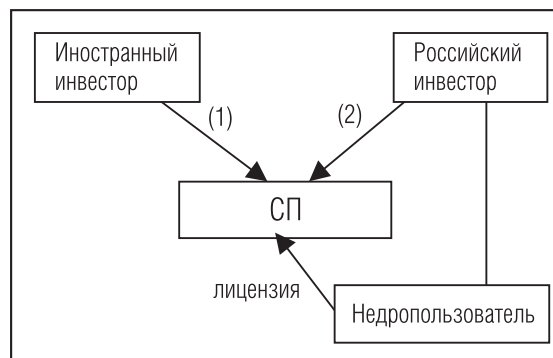 Иностранный
инвестор
Российский
инвестор
(1)
(2)
СП
лицензия
Недропользователь